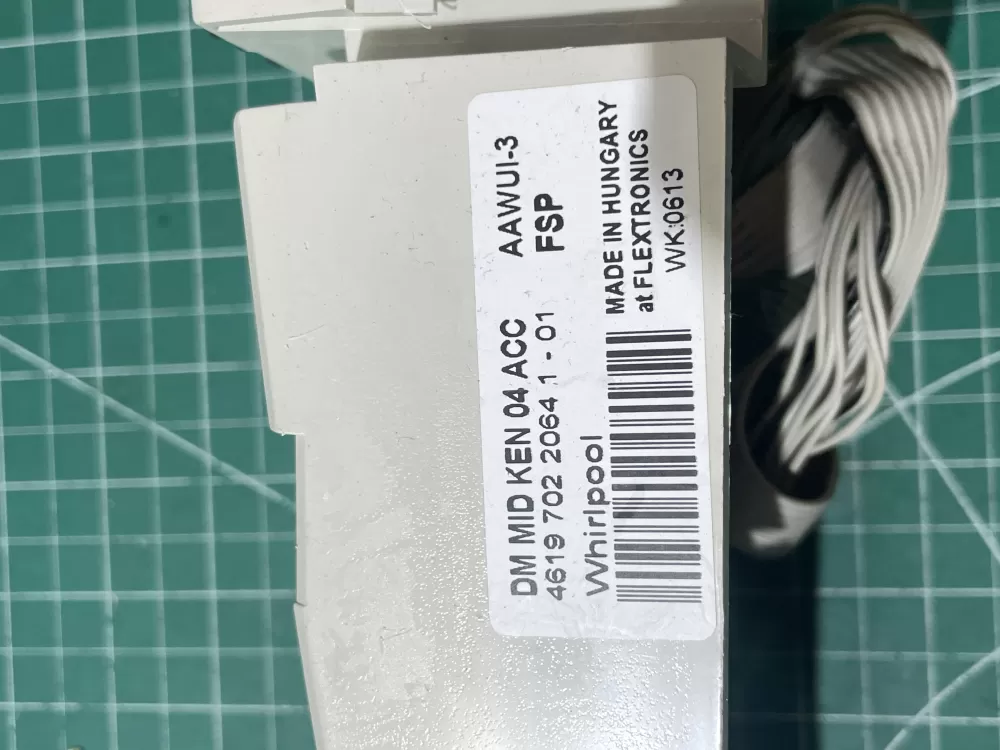 DM MID KEN 04 ACC AAWUI-3
4619 702 2064 1 - 01 FSP
Whirlpool
MADE IN HUNGARY
at FLEXTRONICS
WK:0613